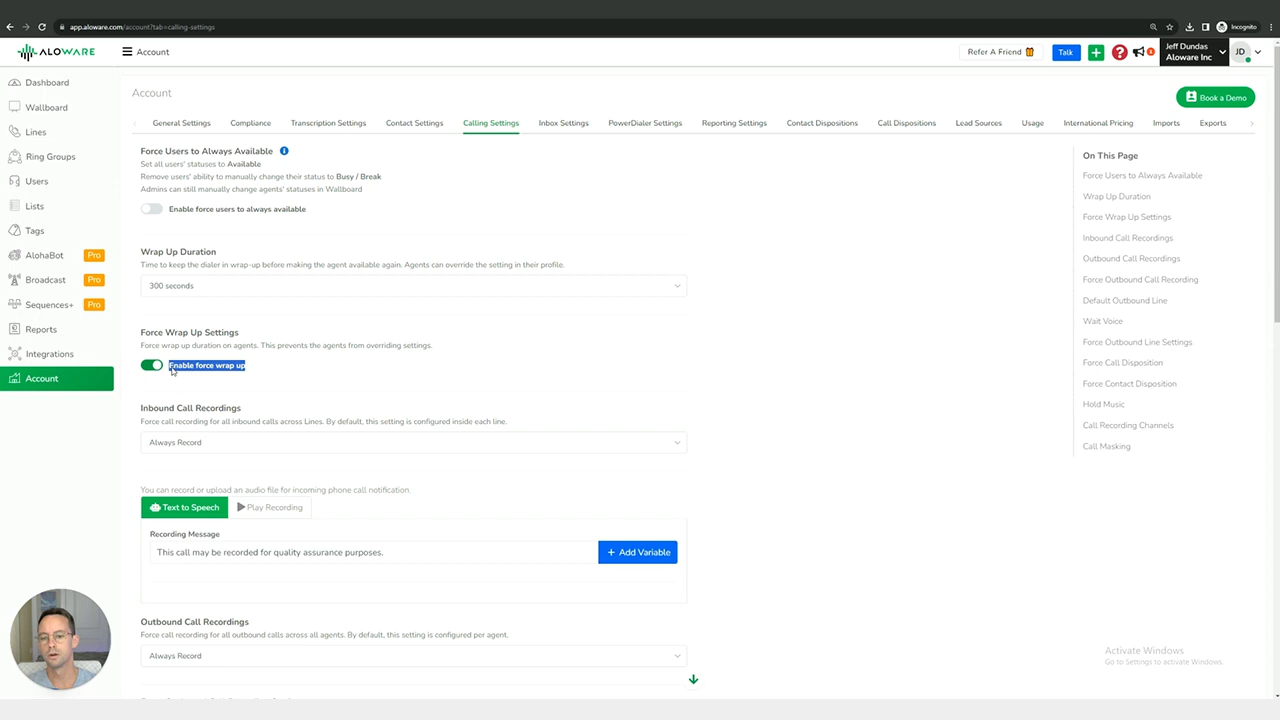 app.aloware.com/account?tab=calling-settings
Incognito
ALOWARE
Account
Refer A Friend
Talk
1
Jeff Dundas
Aloware Inc
JD
Dashboard
Wallboard
Lines
Ring Groups
Users
Lists
Tags
AlohaBot Pro
Broadcast Pro
Sequences+ Pro
Reports
Integrations
Account
Account
Book a Demo
General Settings Compliance Transcription Settings Contact Settings Calling Settings Inbox Settings PowerDialer Settings Reporting Settings Contact Dispositions Call Dispositions Lead Sources Usage International Pricing Imports Exports
Force Users to Always Available
Set all users' statuses to Available
Remove users' ability to manually change their status to Busy / Break
Admins can still manually change agents' statuses in Wallboard
Enable force users to always available
Wrap Up Duration
Time to keep the dialer in wrap-up before making the agent available again. Agents can override the setting in their profile.
300 seconds
Force Wrap Up Settings
Force wrap up duration on agents. This prevents the agents from overriding settings.
Enable force wrap up
Inbound Call Recordings
Force call recording for all inbound calls across Lines. By default, this setting is configured inside each line.
Always Record
You can record or upload an audio file for incoming phone call notification.
Text to Speech
Play Recording
Recording Message
This call may be recorded for quality assurance purposes.
+ Add Variable
Outbound Call Recordings
Force call recording for all outbound calls across all agents. By default, this setting is configured per agent.
Always Record
On This Page
Force Users to Always Available
Wrap Up Duration
Force Wrap Up Settings
Inbound Call Recordings
Outbound Call Recordings
Force Outbound Call Recording
Default Outbound Line
Wait Voice
Force Outbound Line Settings
Force Call Disposition
Force Contact Disposition
Hold Music
Call Recording Channels
Call Masking
Activate Windows
Go to Settings to activate Windows.